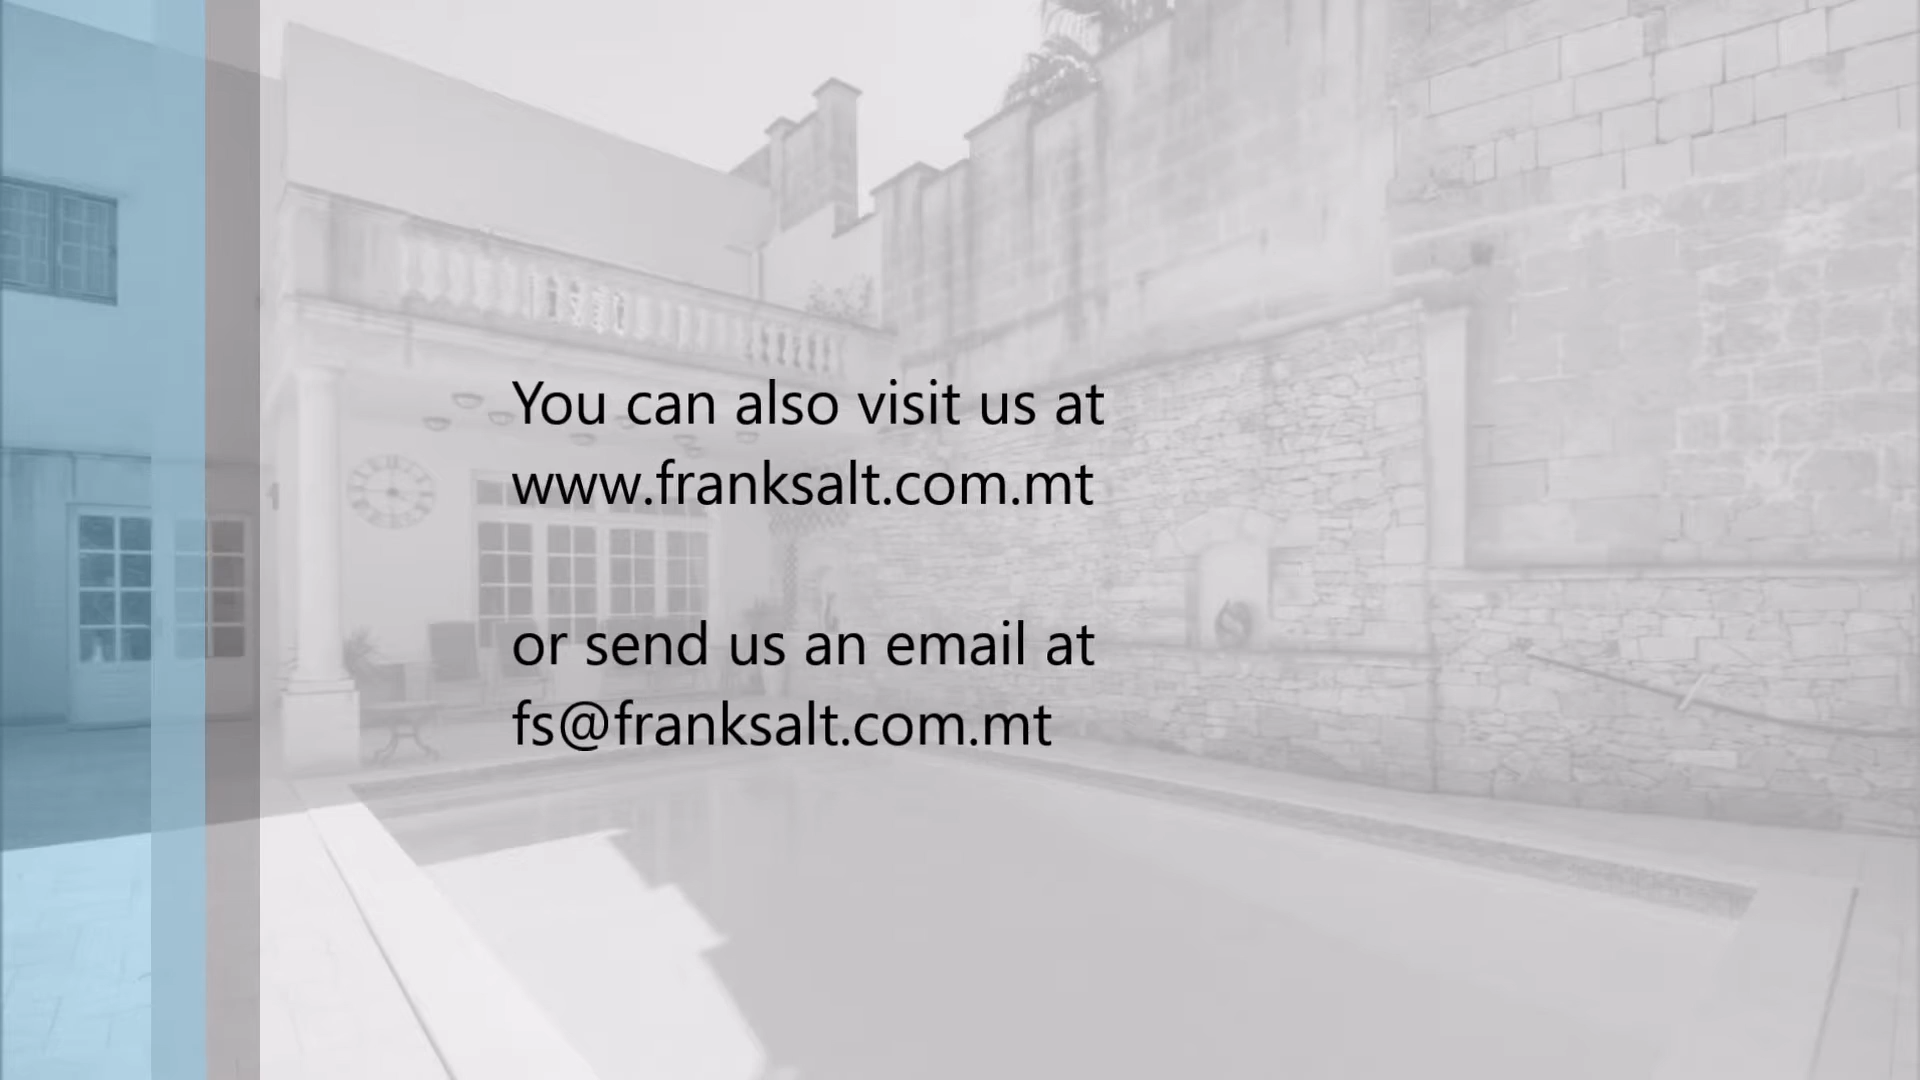 You can also visit us at
www.franksalt.com.mt
or send us an email at
fs@franksalt.com.mt